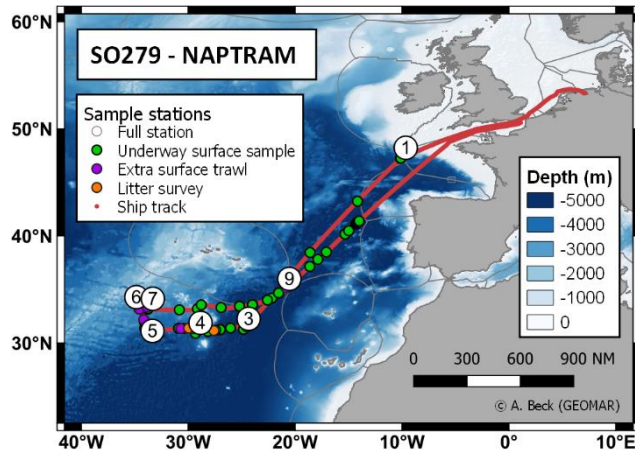 60°N
50°N
40°N
30°N
SO279 - NAPTRAM
Sample stations
Full station
Underway surface sample
Extra surface trawl
Litter survey
Ship track
1
9
6
7
4
3
5
Depth (m)
-5000
-4000
-3000
-2000
-1000
0
0 300 600 900 NM
© A. Beck (GEOMAR)
40°W 30°W 20°W 10°W 0° 10°E